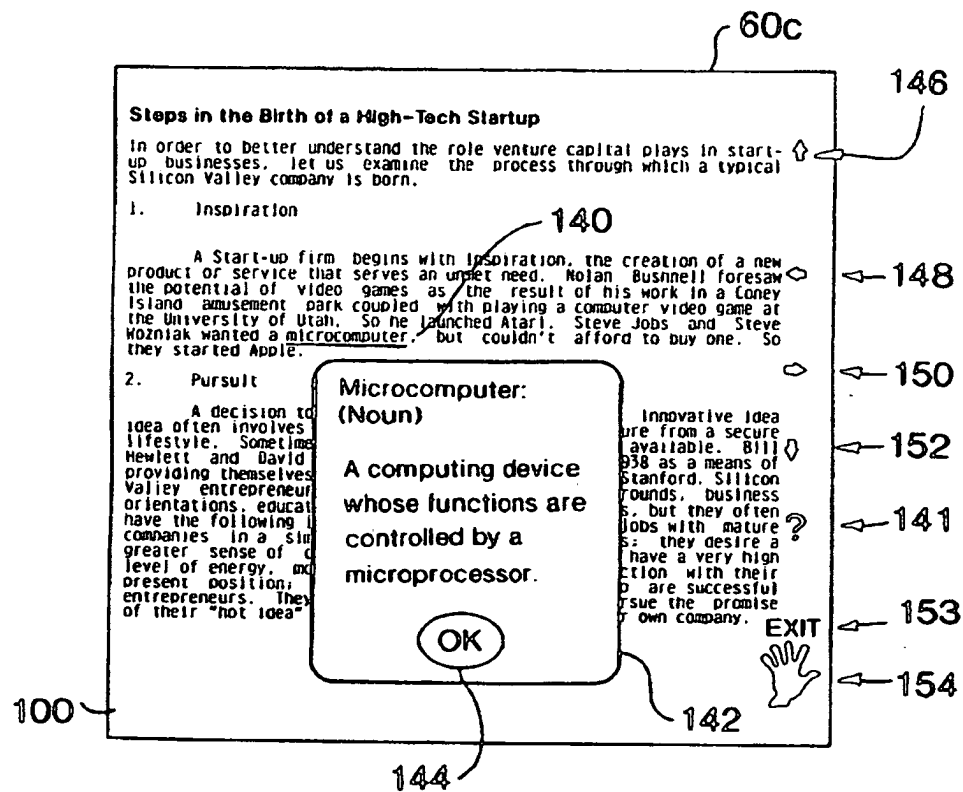 60c
146
Steps in the Birth of a High-Tech Startup
In order to better understand the role venture capital plays in start-
up businesses, let us examine the process through which a typical
Silicon Valley company is born.
1. Inspiration
140
A Start-up firm begins with inspiration, the creation of a new
product or service that serves an unmet need. Nolan Bushnell foresaw
148
the potential of video games as the result of his work in a Coney
Island amusement park coupled with playing a computer video game at
the University of Utah. So he launched Atari. Steve Jobs and Steve
Wozniak wanted a microcomputer, but couldn't afford to buy one. So
they started Apple.
150
2. Pursuit
Microcomputer:
(Noun)
A computing device
whose functions are
controlled by a
microprocessor.
OK
A decision to
idea often involves
lifestyle. Sometime
Hewlett and David
providing themselves
Valley entrepreneur
orientations, educat
have the following i
companies in a sim
greater sense of c
level of energy, mo
present position;
entrepreneurs. They
of their "hot idea"
innovative idea
ure from a secure
available. Bill
938 as a means of
Stanford. Silicon
rounds, business
s, but they often
jobs with mature
s: they desire a
have a very high
ction with their
o are successful
rsue the promise
r own company.
152
?
141
EXIT
153
154
100
142
144